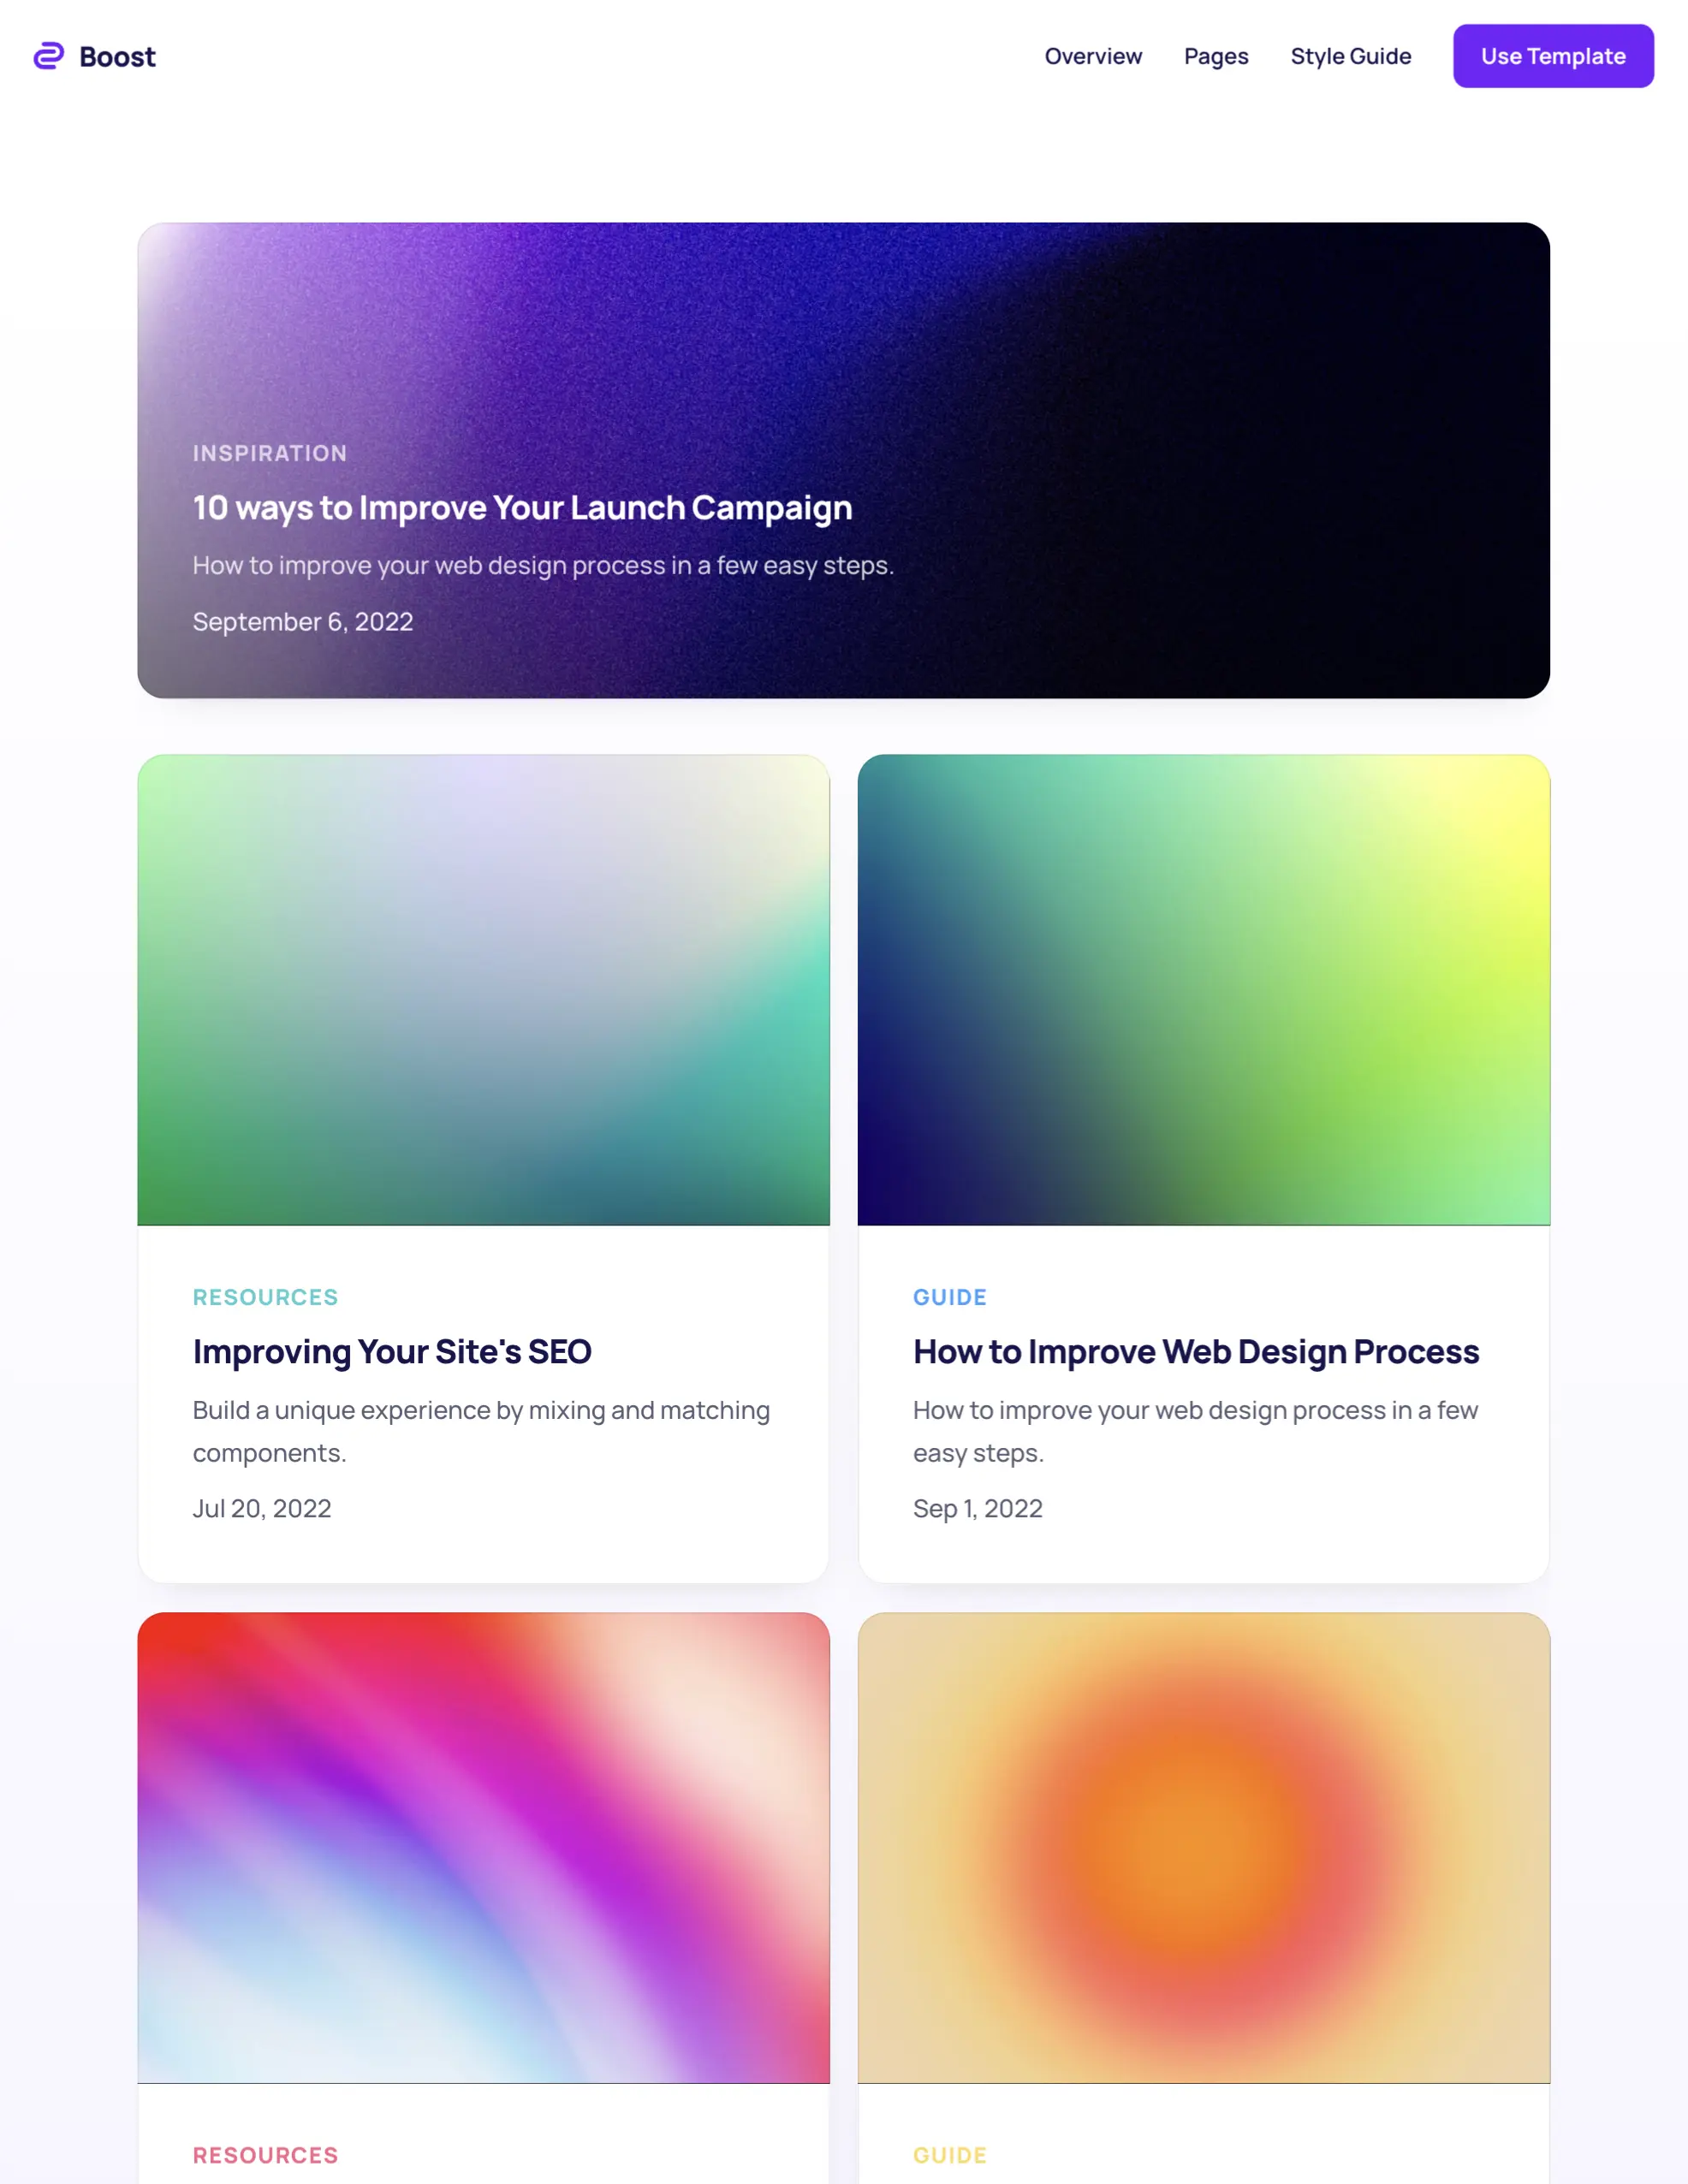 Boost
Overview
Pages
Style Guide
Use Template
INSPIRATION
10 ways to Improve Your Launch Campaign
How to improve your web design process in a few easy steps.
September 6, 2022
RESOURCES
Improving Your Site's SEO
Build a unique experience by mixing and matching
components.
Jul 20, 2022
GUIDE
How to Improve Web Design Process
How to improve your web design process in a few
easy steps.
Sep 1, 2022
RESOURCES
GUIDE